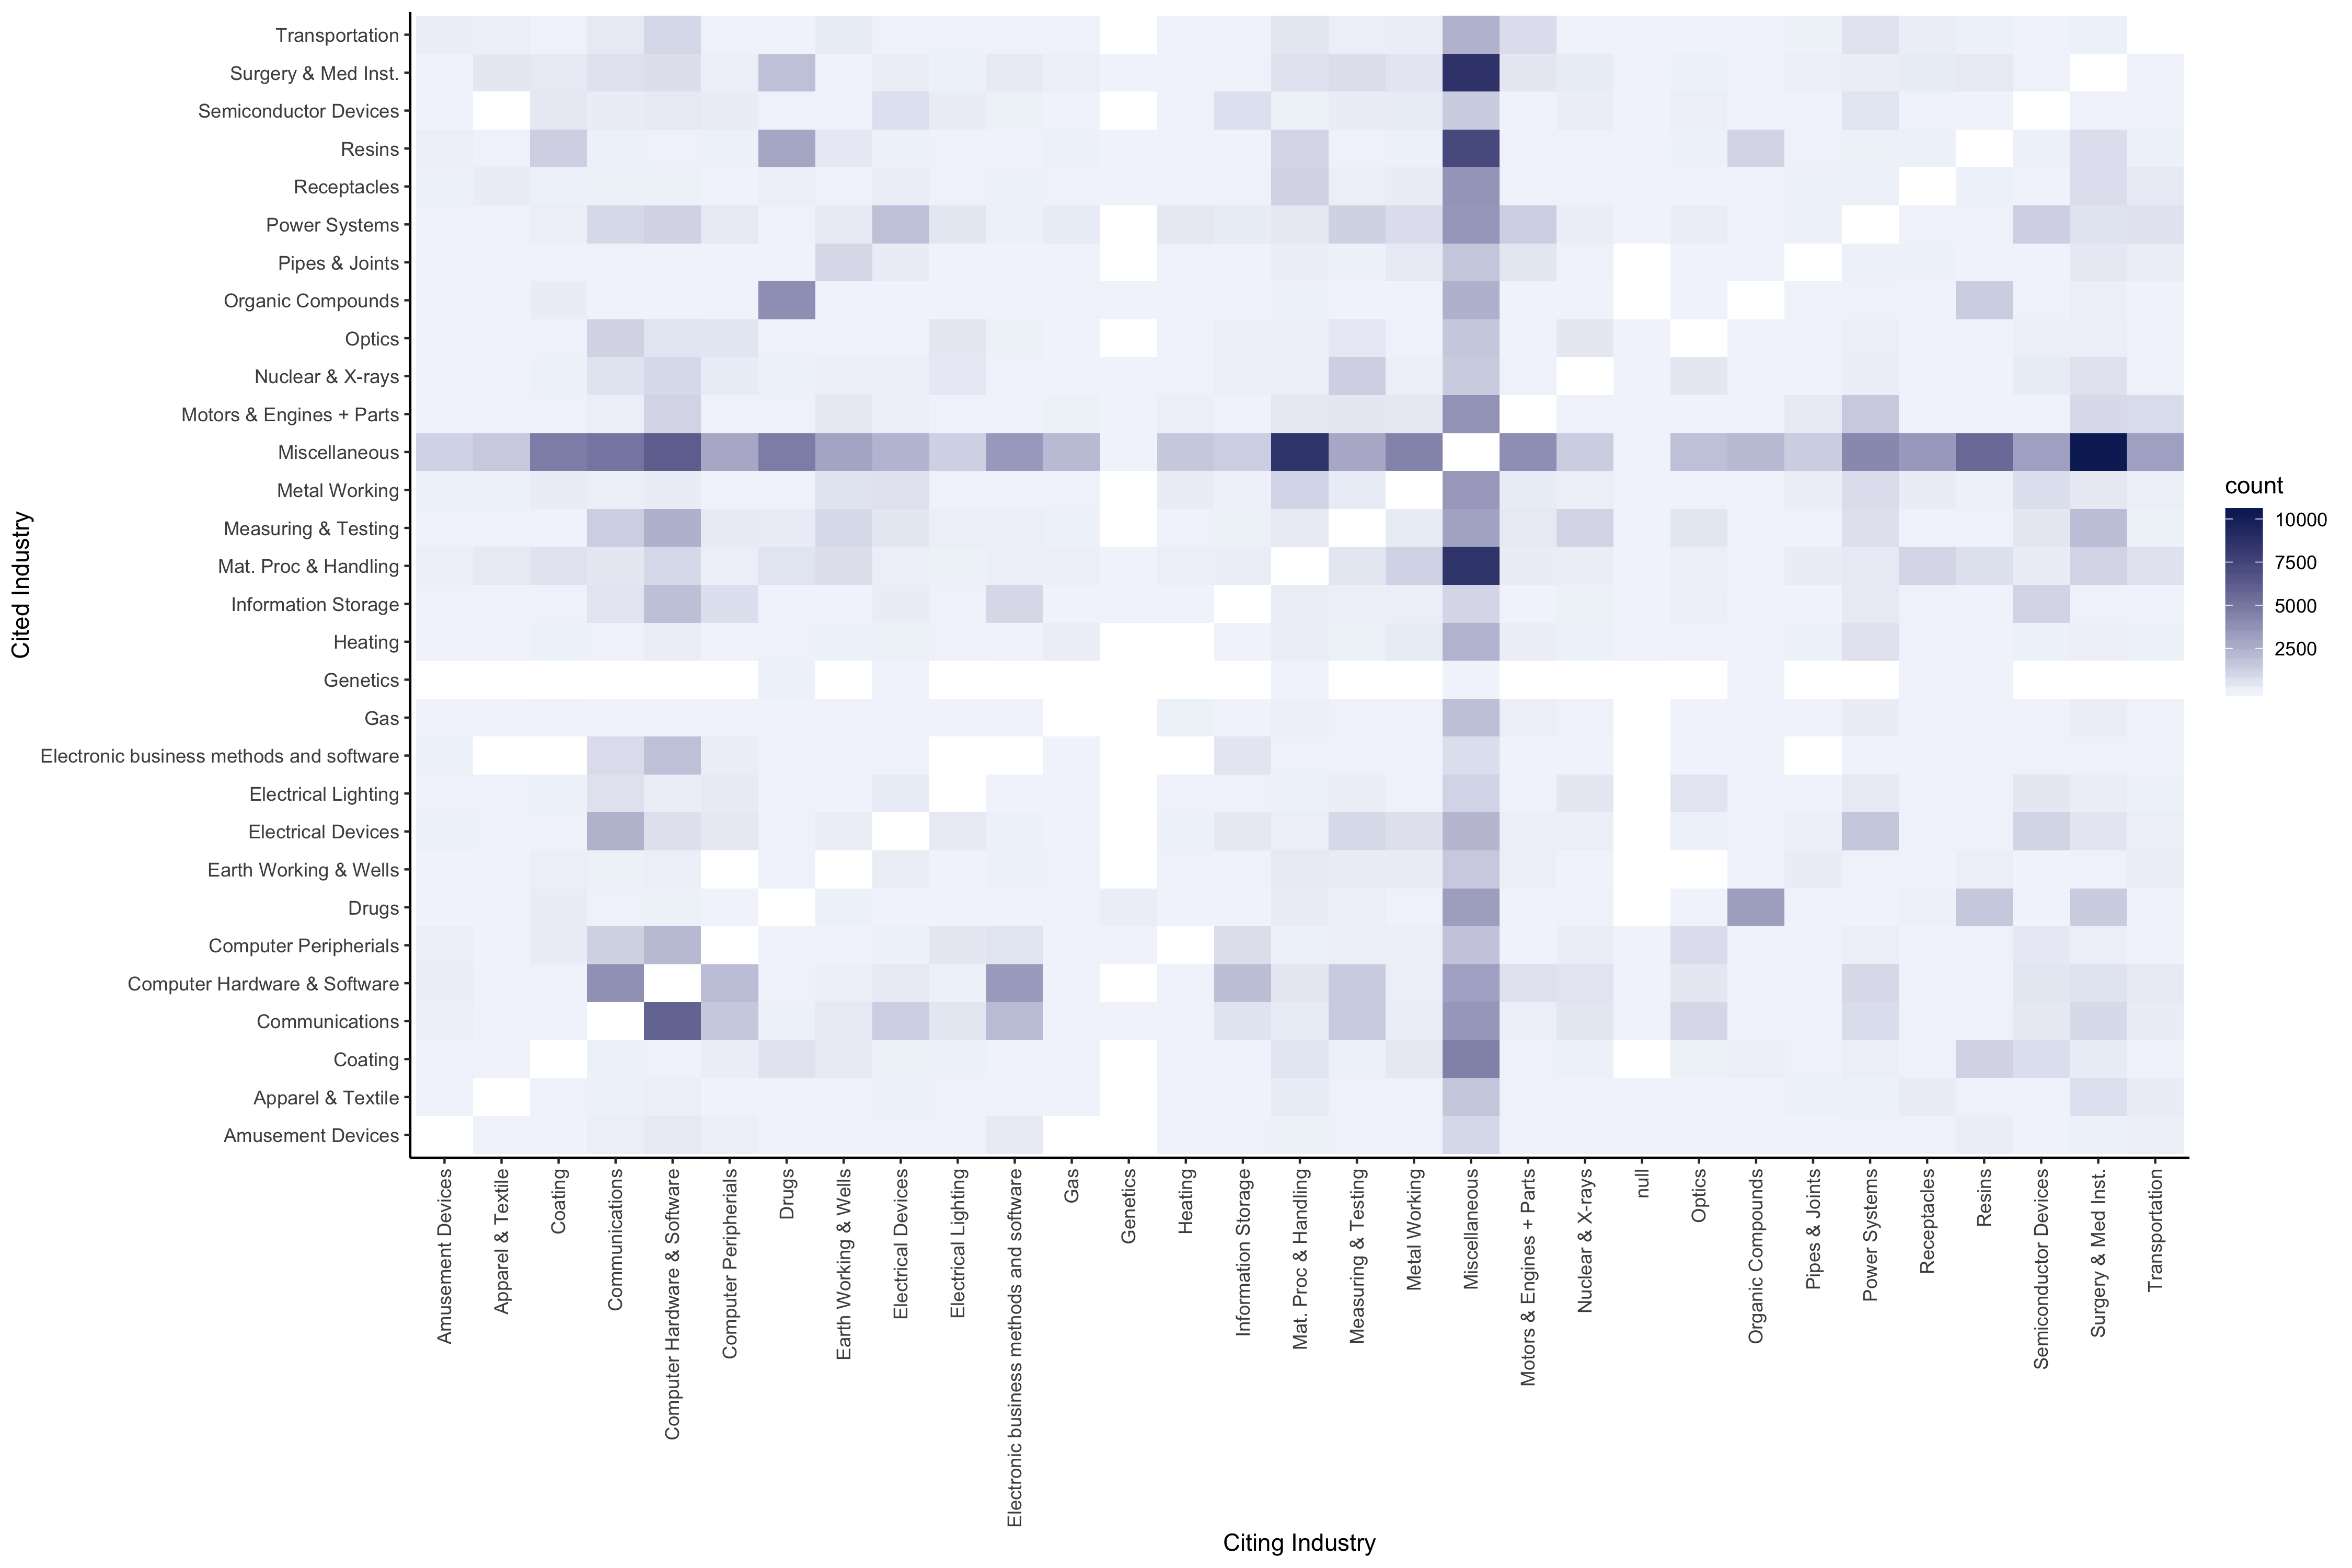 Transportation
Surgery & Med Inst.
Semiconductor Devices
Resins
Receptacles
Power Systems
Pipes & Joints
Organic Compounds
Optics
Nuclear & X-rays
Motors & Engines + Parts
Miscellaneous
Metal Working
Measuring & Testing
Mat. Proc & Handling
Information Storage
Heating
Genetics
Gas
Electronic business methods and software
Electrical Lighting
Electrical Devices
Earth Working & Wells
Drugs
Computer Peripherials
Computer Hardware & Software
Communications
Coating
Apparel & Textile
Amusement Devices
Cited Industry
Amusement Devices
Apparel & Textile
Coating
Communications
Computer Hardware & Software
Computer Peripherials
Drugs
Earth Working & Wells
Electrical Devices
Electrical Lighting
Electronic business methods and software
Gas
Genetics
Heating
Information Storage
Mat. Proc & Handling
Measuring & Testing
Metal Working
Miscellaneous
Motors & Engines + Parts
Nuclear & X-rays
null
Optics
Organic Compounds
Pipes & Joints
Power Systems
Receptacles
Resins
Semiconductor Devices
Surgery & Med Inst.
Transportation
Citing Industry
count
10000
7500
5000
2500